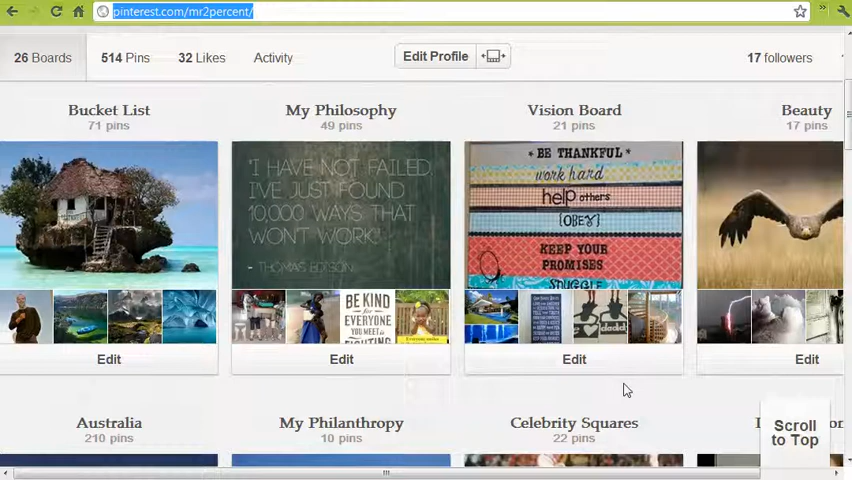 pinterest.com/mr2percent/
26 Boards 514 Pins 32 Likes Activity Edit Profile 17 followers
Bucket List My Philosophy Vision Board Beauty
71 pins 49 pins 21 pins 17 pins
"I HAVE NOT FAILED.
I'VE JUST FOUND
10,000 WAYS THAT
WON'T WORK."
- THOMAS EDISON
* BE THANKFUL *
work hard
help others
{OBEY}
KEEP YOUR
PROMISES
SNUGGLE
BE KIND
FOR
EVERYONE
YOU MEET
IS A
FIGHTING
daddy
Edit Edit Edit Edit
Australia My Philanthropy Celebrity Squares
210 pins 10 pins 22 pins
Scroll
to Top